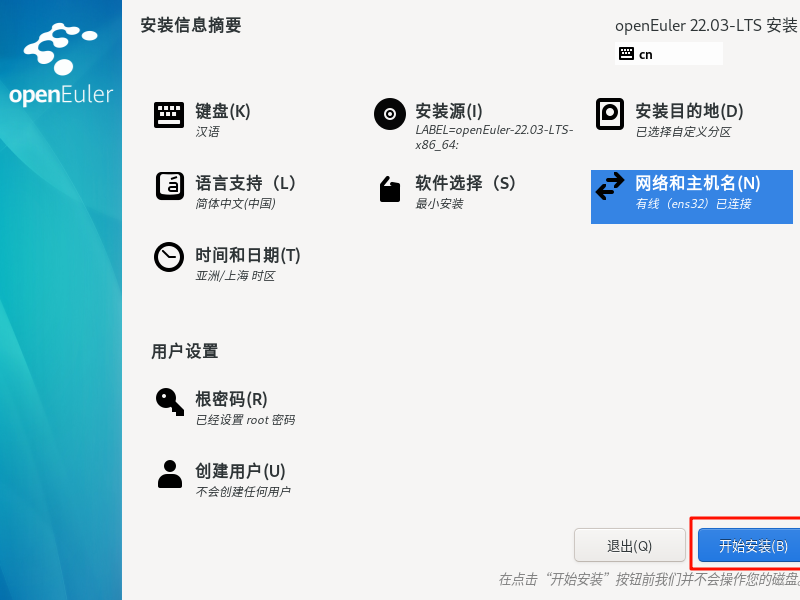 openEuler
安装信息摘要
openEuler 22.03-LTS 安装
cn
键盘(K)
汉语
安装源(I)
LABEL=openEuler-22.03-LTS-
x86_64:
安装目的地(D)
已选择自定义分区
语言支持（L）
简体中文(中国)
软件选择（S）
最小安装
网络和主机名(N)
有线（ens32）已连接
时间和日期(T)
亚洲/上海 时区
用户设置
根密码(R)
已经设置 root 密码
创建用户(U)
不会创建任何用户
退出(Q)
开始安装(B)
在点击“开始安装”按钮前我们并不会操作您的磁盘。